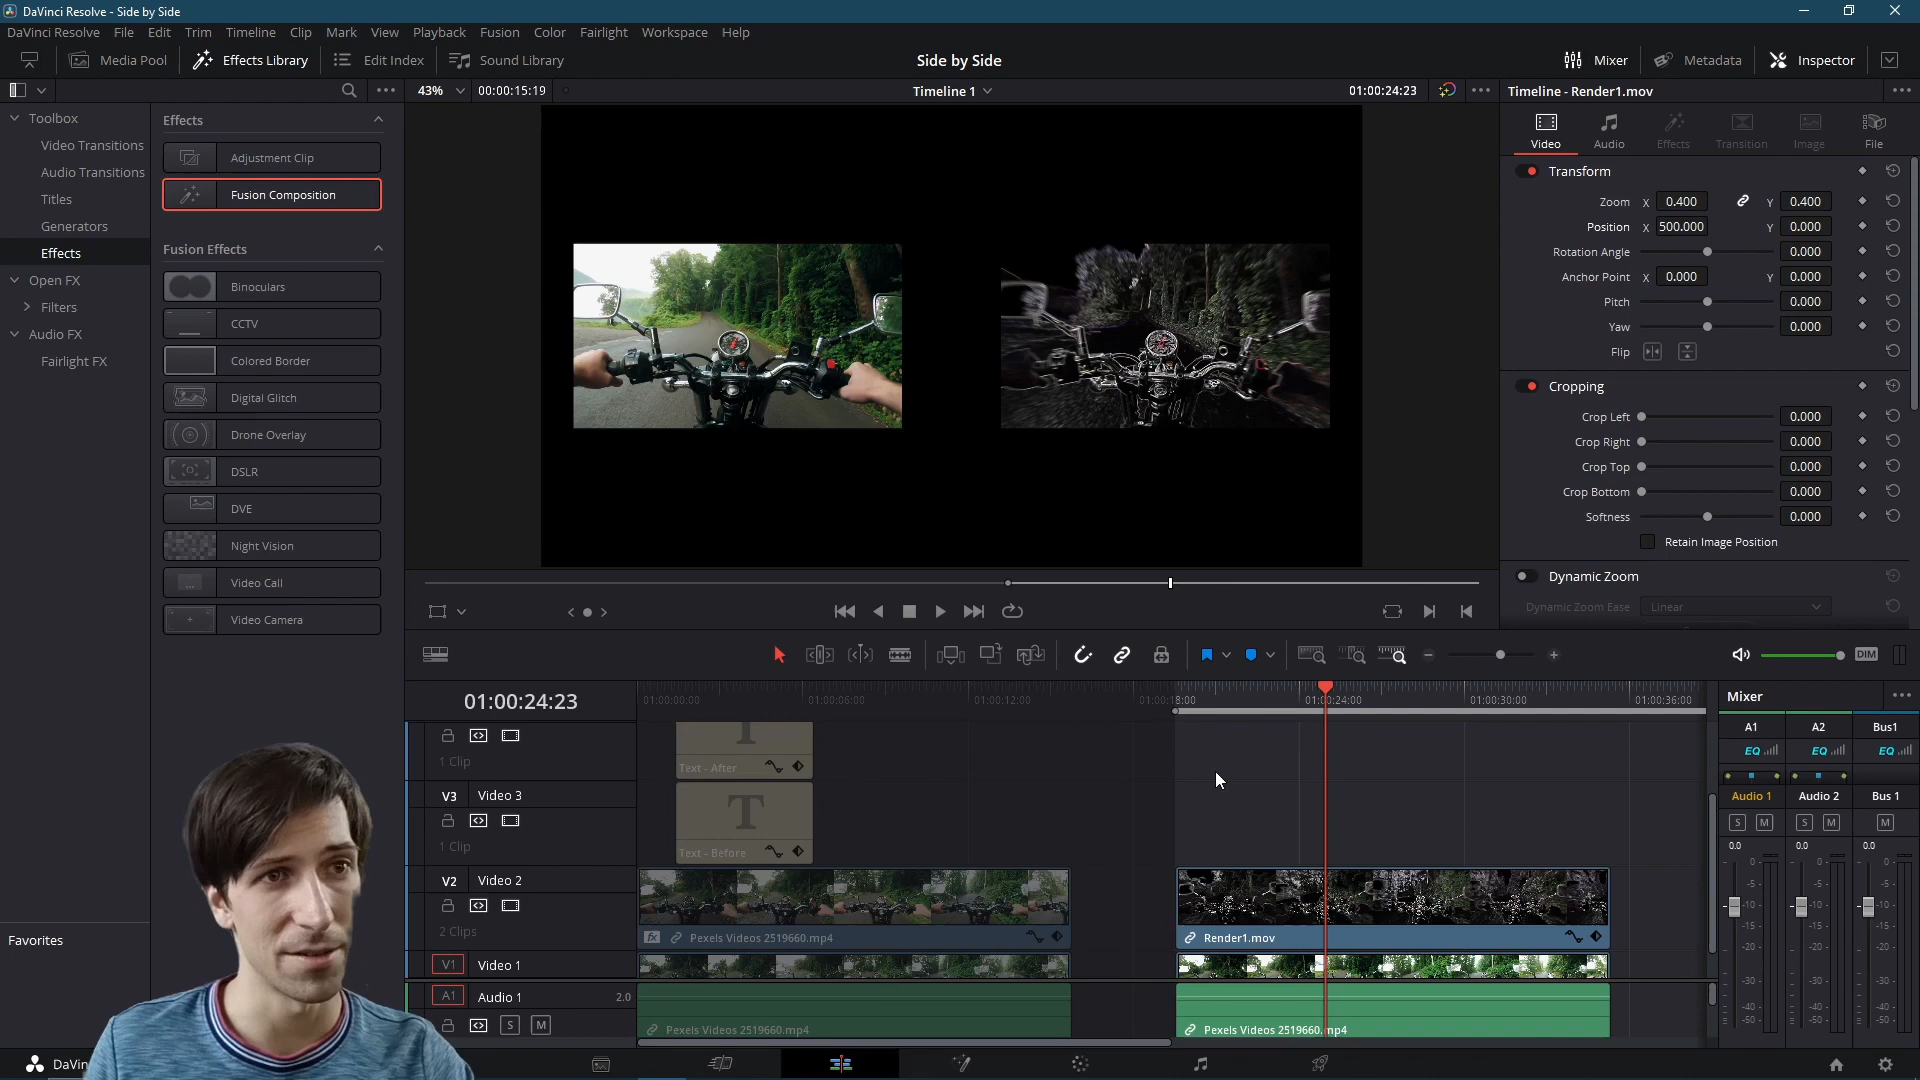 DaVinci Resolve - Side by Side
DaVinci Resolve File Edit Trim Timeline Clip Mark View Playback Fusion Color Fairlight Workspace Help
Media Pool Effects Library Edit Index Sound Library Side by Side Mixer Metadata Inspector
43% 00:00:15:19 Timeline 1 01:00:24:23 Timeline - Render1.mov
Toolbox
Video Transitions
Audio Transitions
Titles
Generators
Effects
Open FX
Filters
Audio FX
Fairlight FX
Favorites
Effects
Adjustment Clip
Fusion Composition
Fusion Effects
Binoculars
CCTV
Colored Border
Digital Glitch
Drone Overlay
DSLR
DVE
Night Vision
Video Call
Video Camera
Video Audio Effects Transition Image File
Transform
Zoom X 0.400 Y 0.400
Position X 500.000 Y 0.000
Rotation Angle 0.000
Anchor Point X 0.000 Y 0.000
Pitch 0.000
Yaw 0.000
Flip
Cropping
Crop Left 0.000
Crop Right 0.000
Crop Top 0.000
Crop Bottom 0.000
Softness 0.000
Retain Image Position
Dynamic Zoom
Dynamic Zoom Ease Linear
DIM
01:00:24:23
01:00:00:00 01:00:06:00 01:00:12:00 01:00:18:00 01:00:24:00 01:00:30:00 01:00:36:00
1 Clip
Text - After
V3 Video 3
1 Clip
Text - Before
V2 Video 2
2 Clips
fx Pexels Videos 2519660.mp4
Render1.mov
V1 Video 1
A1 Audio 1 2.0
S M
Pexels Videos 2519660.mp4
Pexels Videos 2519660.mp4
Mixer
A1 A2 Bus1
EQ EQ EQ
Audio 1 Audio 2 Bus 1
S M S M M
0.0 0.0 0.0
0 0 0
-5 -5 -5
-10 -10 -10
-15 -15 -15
-20 -20 -20
-30 -30 -30
-40 -40 -40
-50 -50 -50
DaVin